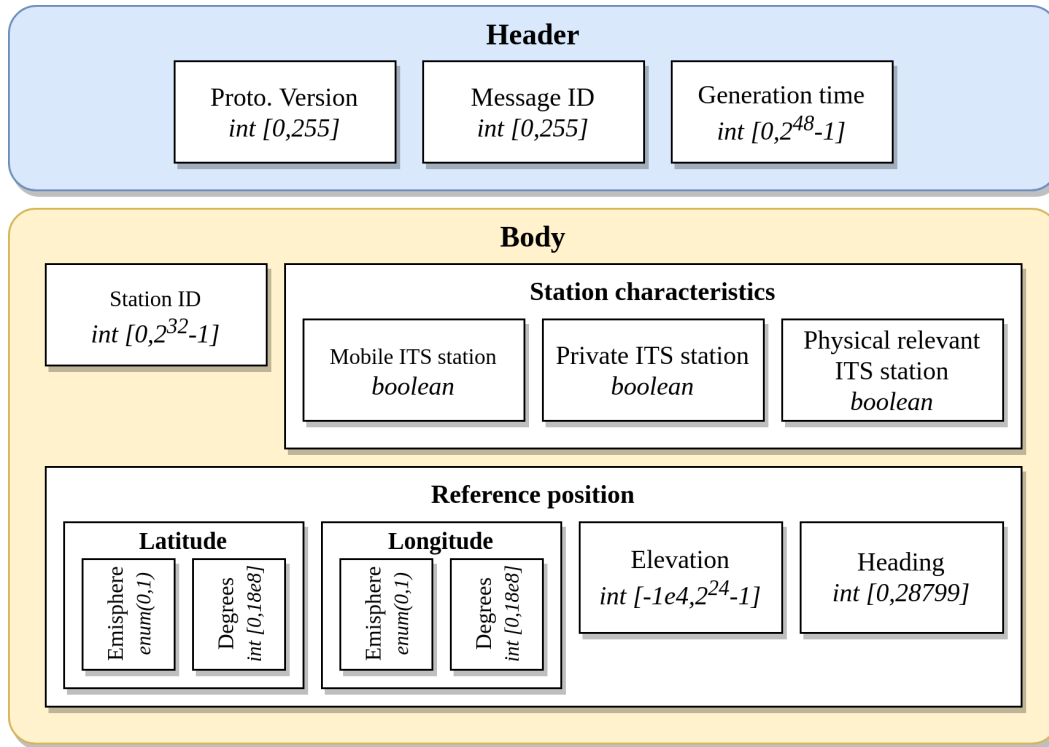 Header
Proto. Version
int [0,255]
Message ID
int [0,255]
Generation time
int [0,2^48-1]
Body
Station ID
int [0,2^32-1]
Station characteristics
Mobile ITS station
boolean
Private ITS station
boolean
Physical relevant
ITS station
boolean
Reference position
Latitude
Emisphere
enum(0,1)
Degrees
int [0,18e8]
Longitude
Emisphere
enum(0,1)
Degrees
int [0,18e8]
Elevation
int [-1e4,2^24-1]
Heading
int [0,28799]